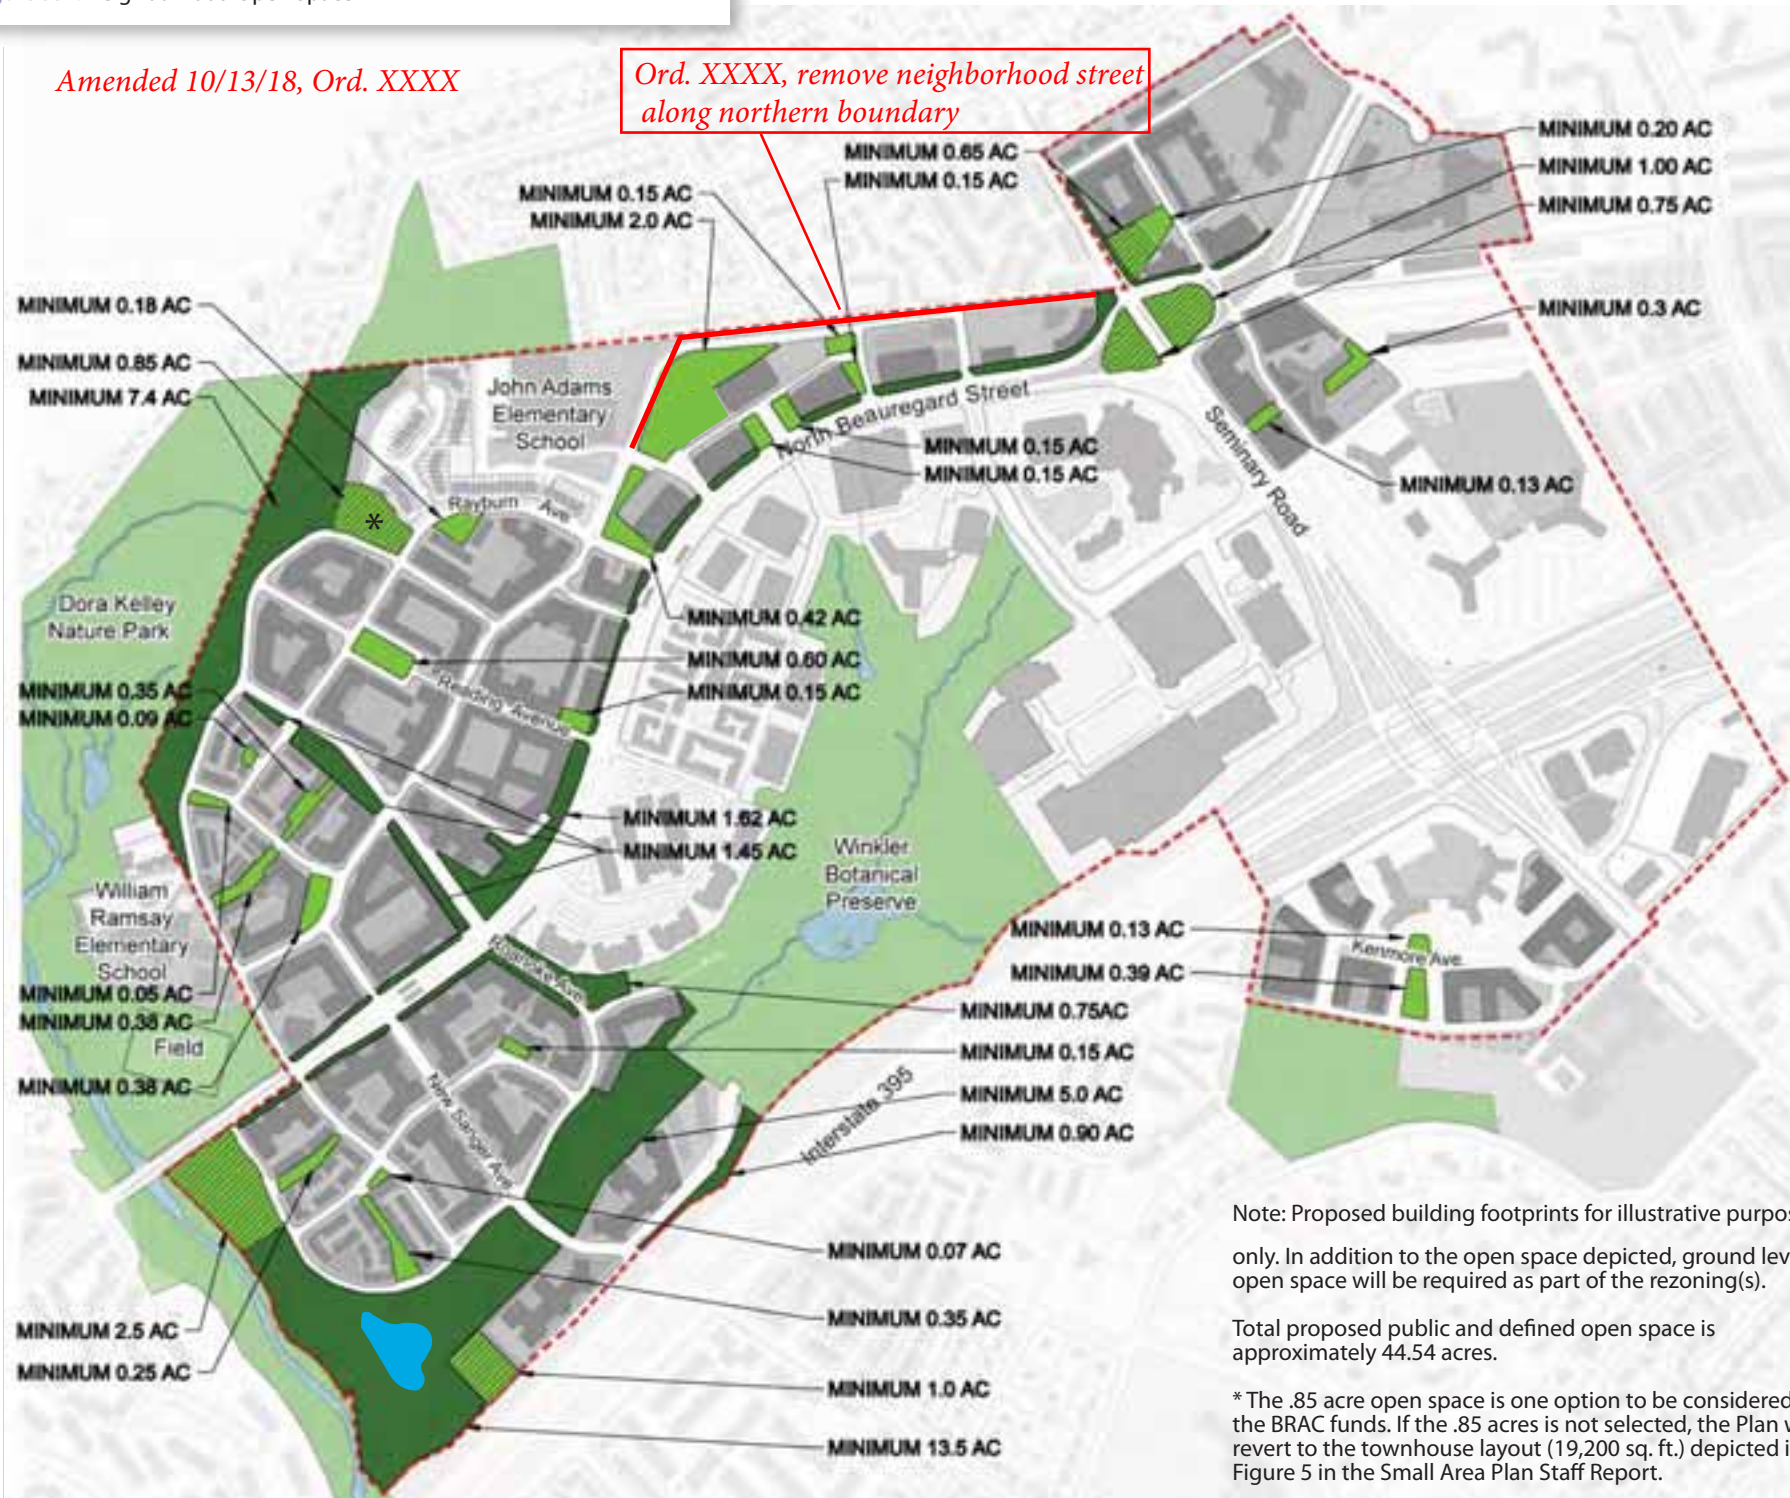 Amended 10/13/18, Ord. XXXX
Ord. XXXX, remove neighborhood street
along northern boundary
MINIMUM 0.20 AC
MINIMUM 0.65 AC
MINIMUM 1.00 AC
MINIMUM 0.15 AC
MINIMUM 0.15 AC
MINIMUM 0.75 AC
MINIMUM 2.0 AC
MINIMUM 0.18 AC
MINIMUM 0.3 AC
MINIMUM 0.85 AC
MINIMUM 7.4 AC
John Adams
Elementary
School
North Beauregard Street
Seminary Road
MINIMUM 0.15 AC
MINIMUM 0.15 AC
MINIMUM 0.13 AC
Rayburn Ave
*
Dora Kelley
Nature Park
MINIMUM 0.42 AC
MINIMUM 0.60 AC
MINIMUM 0.15 AC
Reading Avenue
MINIMUM 0.35 AC
MINIMUM 0.09 AC
MINIMUM 1.62 AC
MINIMUM 1.45 AC
Winkler
Botanical
Preserve
William
Ramsay
Elementary
School
MINIMUM 0.13 AC
Kenmore Ave.
MINIMUM 0.39 AC
Roanoke Ave.
MINIMUM 0.05 AC
MINIMUM 0.38 AC
Field
MINIMUM 0.38 AC
MINIMUM 0.75AC
MINIMUM 0.15 AC
MINIMUM 5.0 AC
MINIMUM 0.90 AC
New Sanger Ave.
Interstate 395
MINIMUM 0.07 AC
MINIMUM 0.35 AC
MINIMUM 2.5 AC
MINIMUM 0.25 AC
MINIMUM 1.0 AC
MINIMUM 13.5 AC
Note: Proposed building footprints for illustrative
only. In addition to the open space depicted, ground
open space will be required as part of the rezoning(s).
Total proposed public and defined open space is
approximately 44.54 acres.
* The .85 acre open space is one option to be considered
the BRAC funds. If the .85 acres is not selected, the Plan
revert to the townhouse layout (19,200 sq. ft.) depicted
Figure 5 in the Small Area Plan Staff Report.